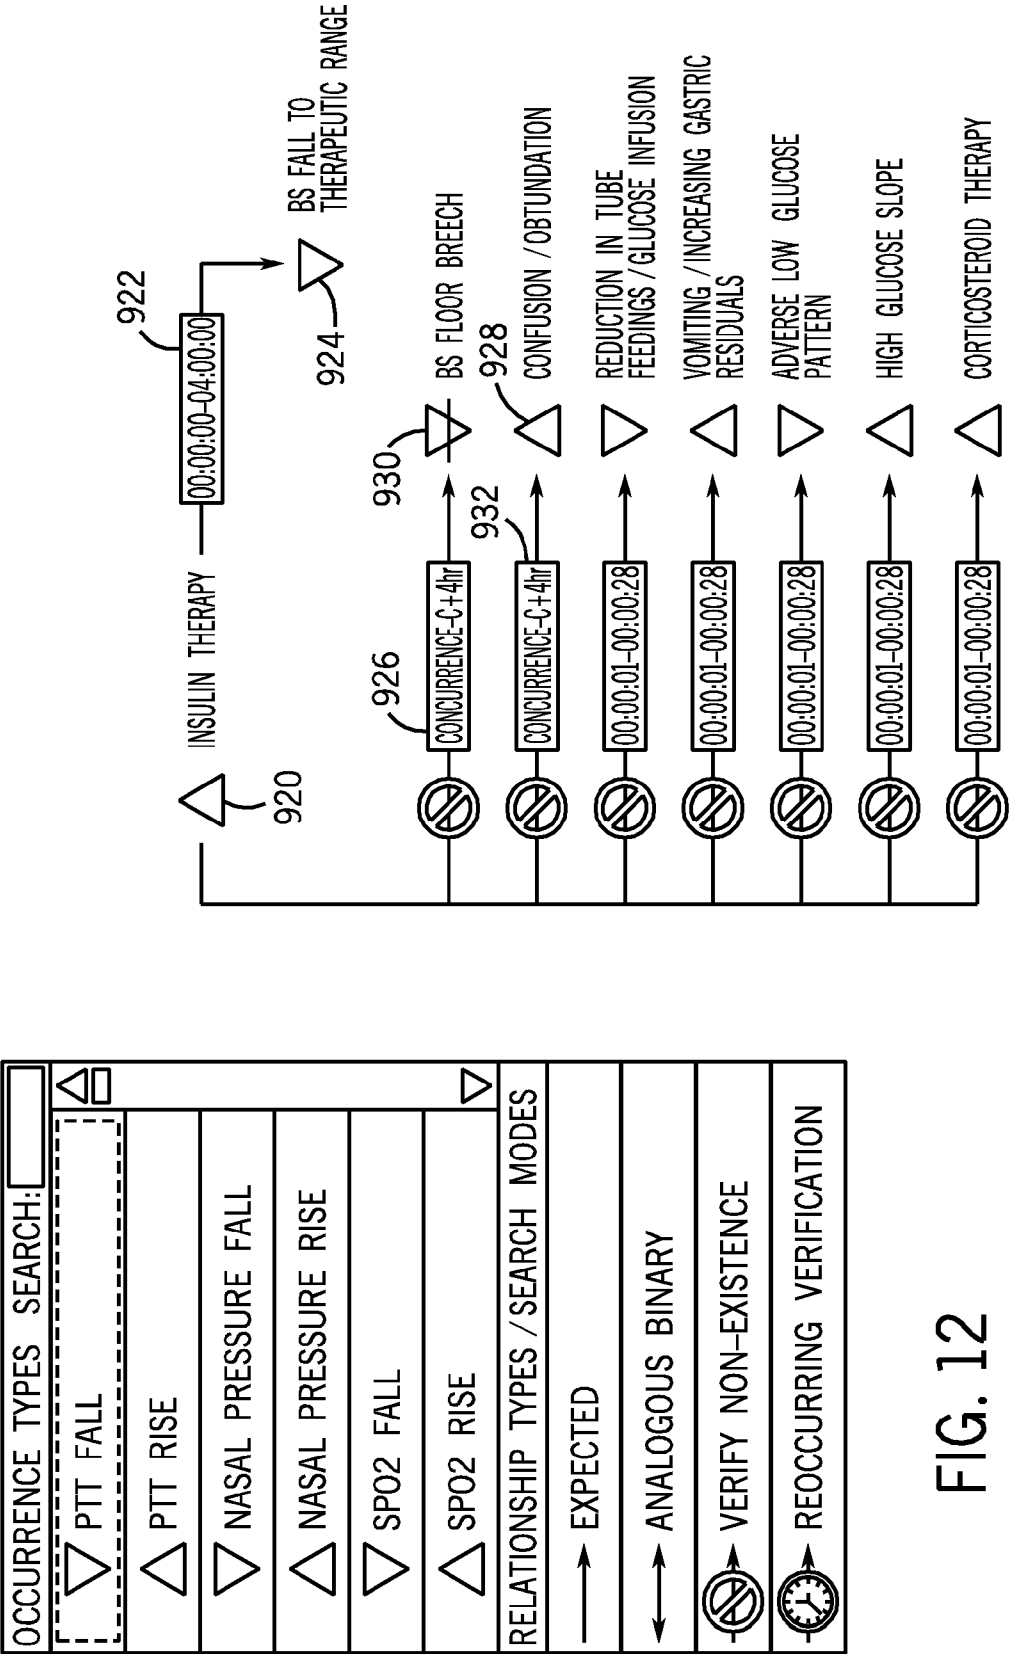 OCCURRENCE TYPES SEARCH:
PTT FALL
PTT RISE
NASAL PRESSURE FALL
NASAL PRESSURE RISE
SPO2 FALL
SPO2 RISE
RELATIONSHIP TYPES/SEARCH MODES
EXPECTED
ANALOGOUS BINARY
VERIFY NON-EXISTENCE
REOCCURRING VERIFICATION
920
INSULIN THERAPY
00:00:00-04:00:00
922
924
BS FALL TO
THERAPEUTIC RANGE
926
CONCURRENCE-C+4hr
930
BS FLOOR BREECH
CONCURRENCE-C+4hr
932
928
CONFUSION/OBTUNDATION
00:00:01-00:00:28
REDUCTION IN TUBE
FEEDINGS/GLUCOSE INFUSION
00:00:01-00:00:28
VOMITING/INCREASING GASTRIC
RESIDUALS
00:00:01-00:00:28
ADVERSE LOW GLUCOSE
PATTERN
00:00:01-00:00:28
HIGH GLUCOSE SLOPE
00:00:01-00:00:28
CORTICOSTEROID THERAPY
FIG. 12